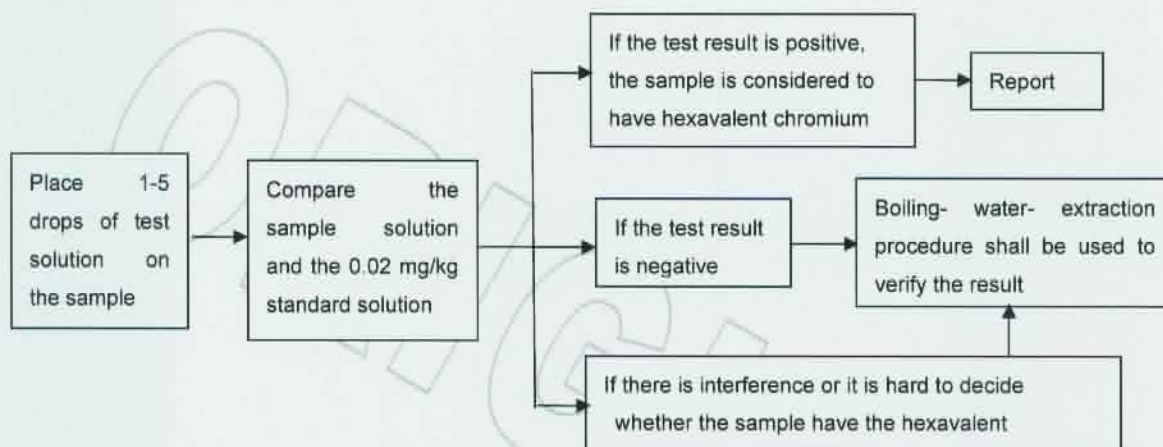 Place 1-5
drops of test
solution on
the sample
Compare the
sample solution
and the 0.02 mg/kg
standard solution
If the test result is positive,
the sample is considered to
have hexavalent chromium
Report
If the test result
is negative
Boiling- water- extraction
procedure shall be used to
verify the result
If there is interference or it is hard to decide
whether the sample have the hexavalent